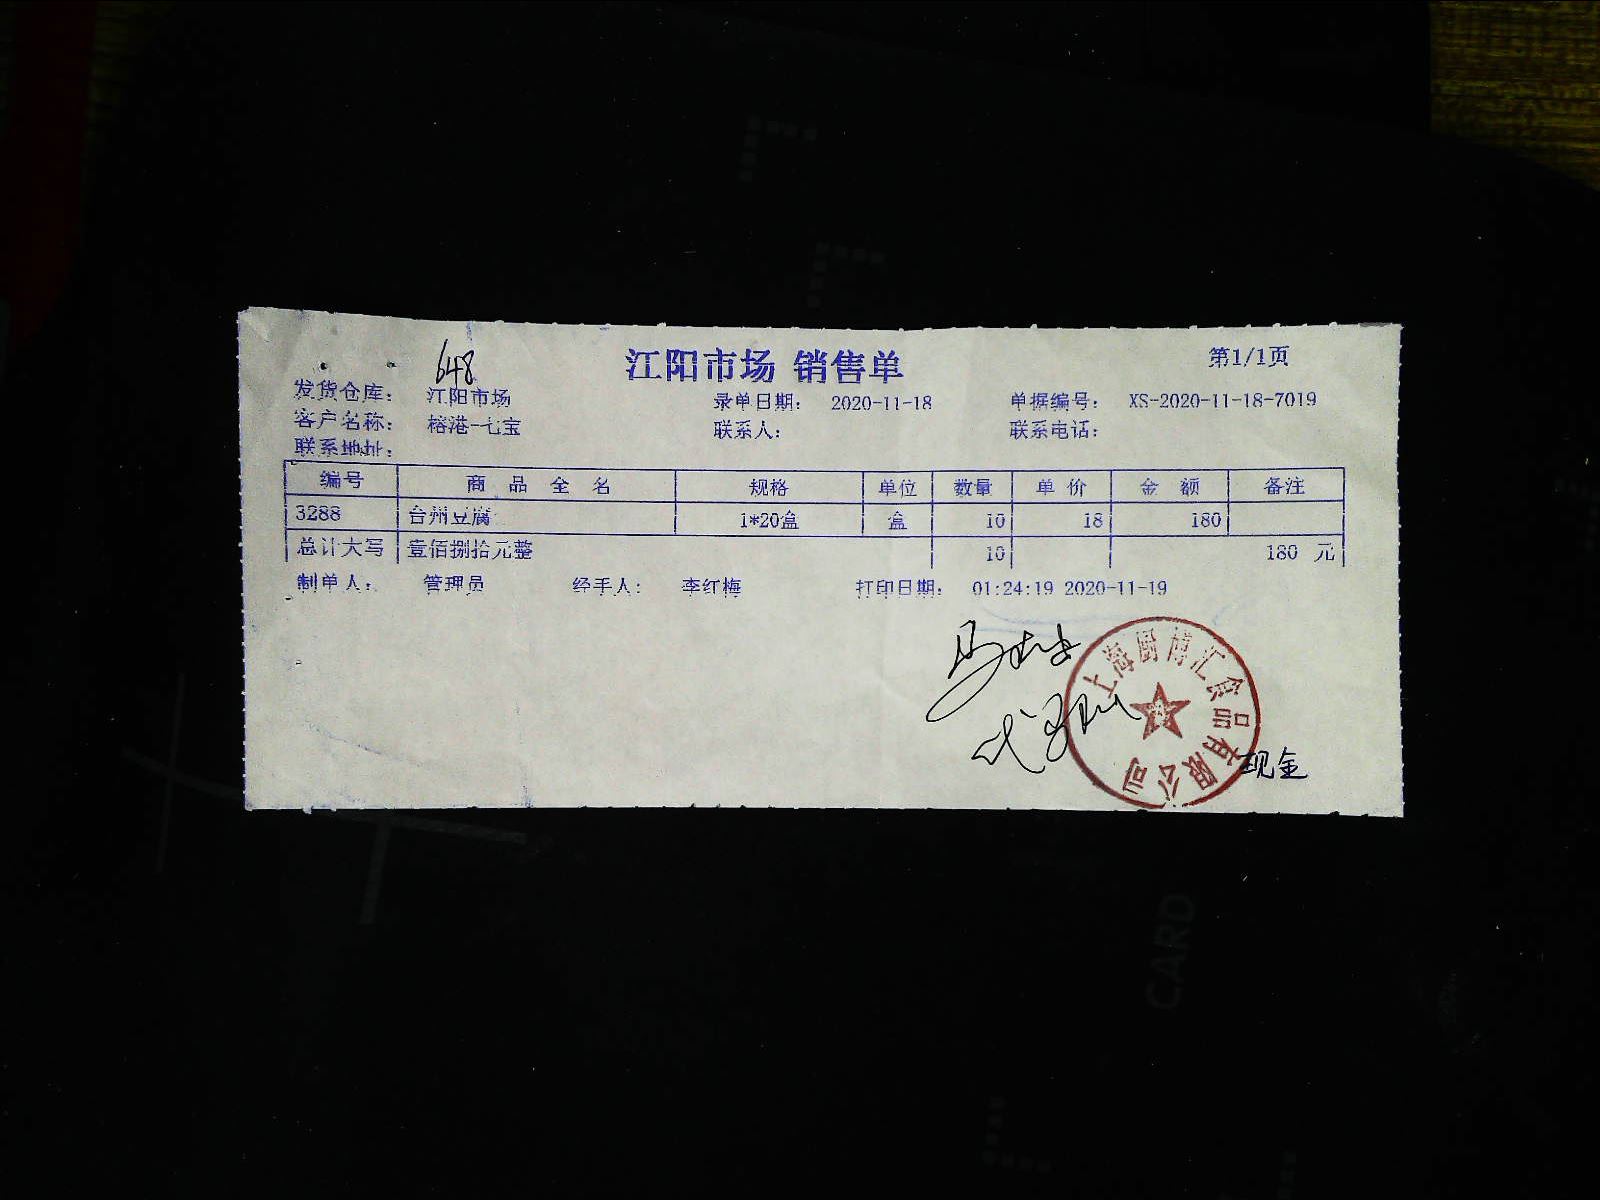 648
江阳市场 销售单 第1/1页
发货仓库: 江阳市场 录单日期: 2020-11-18 单据编号: XS-2020-11-18-7019
客户名称: 榕港-七宝 联系人: 联系电话:
联系地址:
编号 商品全名 规格 单位 数量 单价 金额 备注
3288 台州豆腐 1*20盒 盒 10 18 180
总计大写 壹佰捌拾元整 10 180 元
制单人: 管理员 经手人: 李红梅 打印日期: 01:24:19 2020-11-19
上海厨博汇食品有限公司
现金
CARD